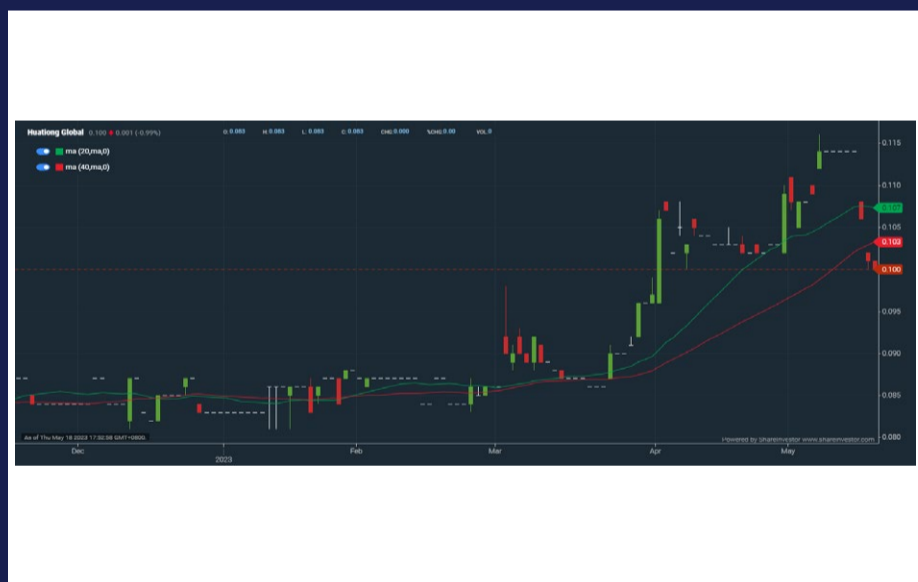 Huationg Global 0.100 0.001 (-0.99%) O: 0.083 H: 0.083 L: 0.083 C: 0.083 CHG: 0.000 %CHG: 0.00 VOL: 0
ma (20,ma,0)
ma (40,ma,0)
0.115
0.110
0.107
0.105
0.103
0.100
0.095
0.090
0.085
0.080
As of Thu May 18 2023 17:32:38 GMT+0800. Powered by ShareInvestor www.shareinvestor.com
Dec 2023 Feb Mar Apr May